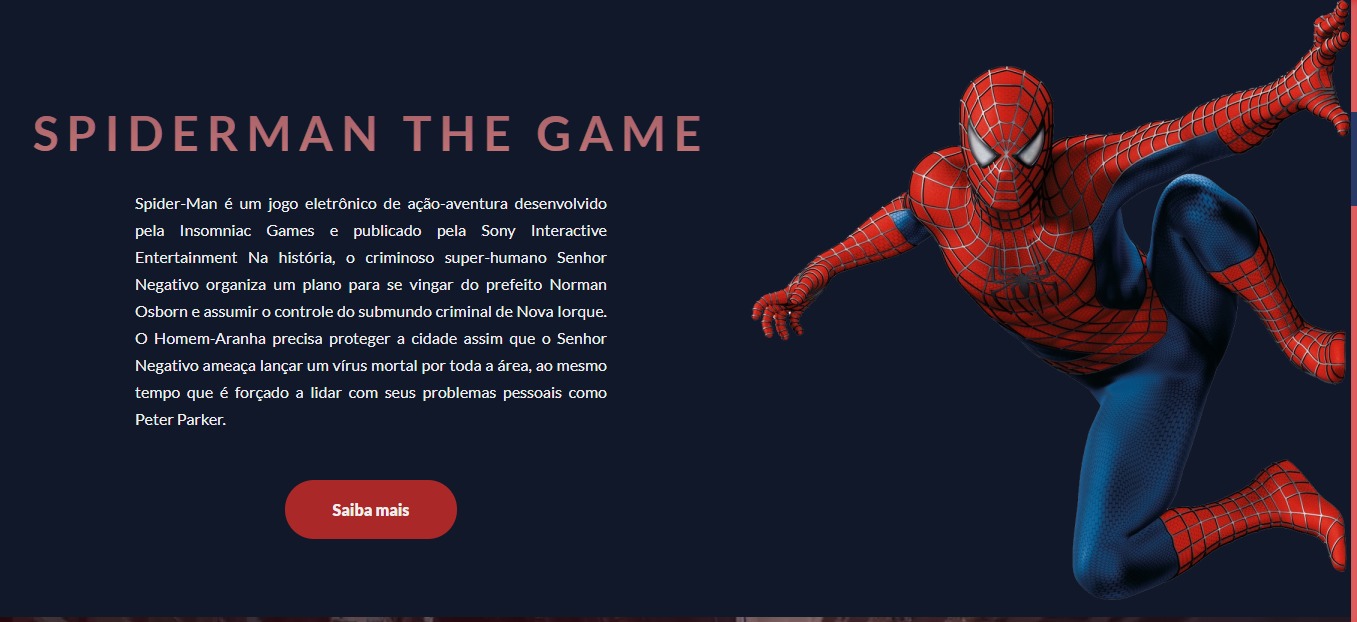 SPIDERMAN THE GAME
Spider-Man é um jogo eletrônico de ação-aventura desenvolvido
pela Insomniac Games e publicado pela Sony Interactive
Entertainment Na história, o criminoso super-humano Senhor
Negativo organiza um plano para se vingar do prefeito Norman
Osborn e assumir o controle do submundo criminal de Nova Iorque.
O Homem-Aranha precisa proteger a cidade assim que o Senhor
Negativo ameaça lançar um vírus mortal por toda a área, ao mesmo
tempo que é forçado a lidar com seus problemas pessoais como
Peter Parker.
Saiba mais